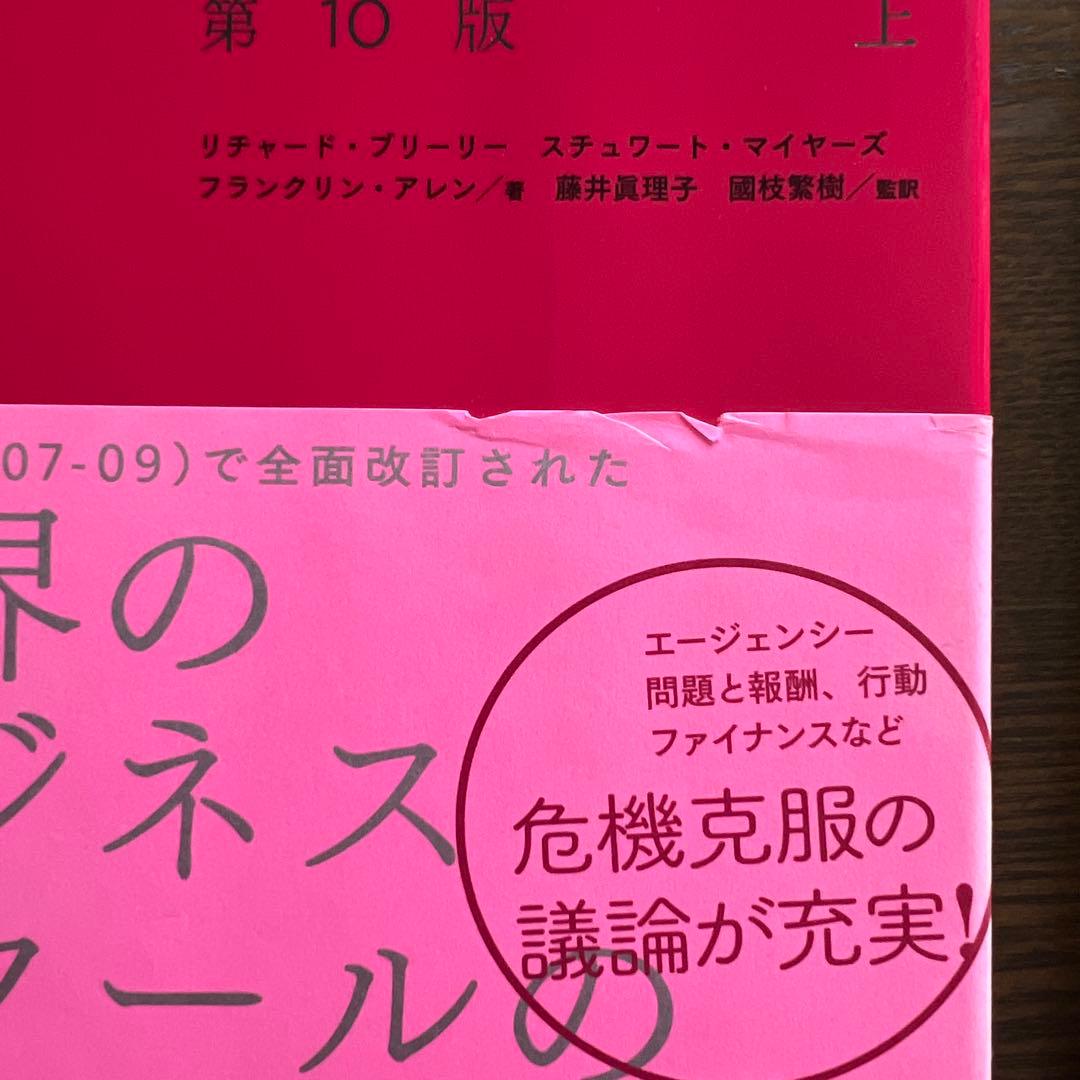 第10版 上
リチャード・ブリーリー スチュワート・マイヤーズ
フランクリン・アレン/著 藤井眞理子 國枝繁樹/監訳
07-09)で全面改訂された
界の
ジネス
クールの
エージェンシー
問題と報酬、行動
ファイナンスなど
危機克服の
議論が充実!